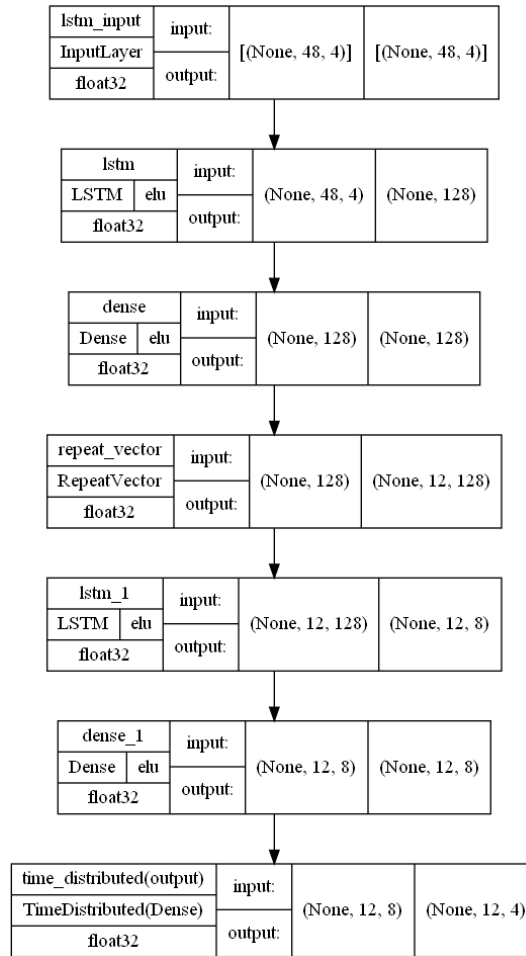 lstm_input input: [(None, 48, 4)] [(None, 48, 4)]
InputLayer
float32 output:
lstm input: (None, 48, 4) (None, 128)
LSTM elu
float32 output:
dense input: (None, 128) (None, 128)
Dense elu
float32 output:
repeat_vector input: (None, 128) (None, 12, 128)
RepeatVector
float32 output:
lstm_1 input: (None, 12, 128) (None, 12, 8)
LSTM elu
float32 output:
dense_1 input: (None, 12, 8) (None, 12, 8)
Dense elu
float32 output:
time_distributed(output) input: (None, 12, 8) (None, 12, 4)
TimeDistributed(Dense)
float32 output: